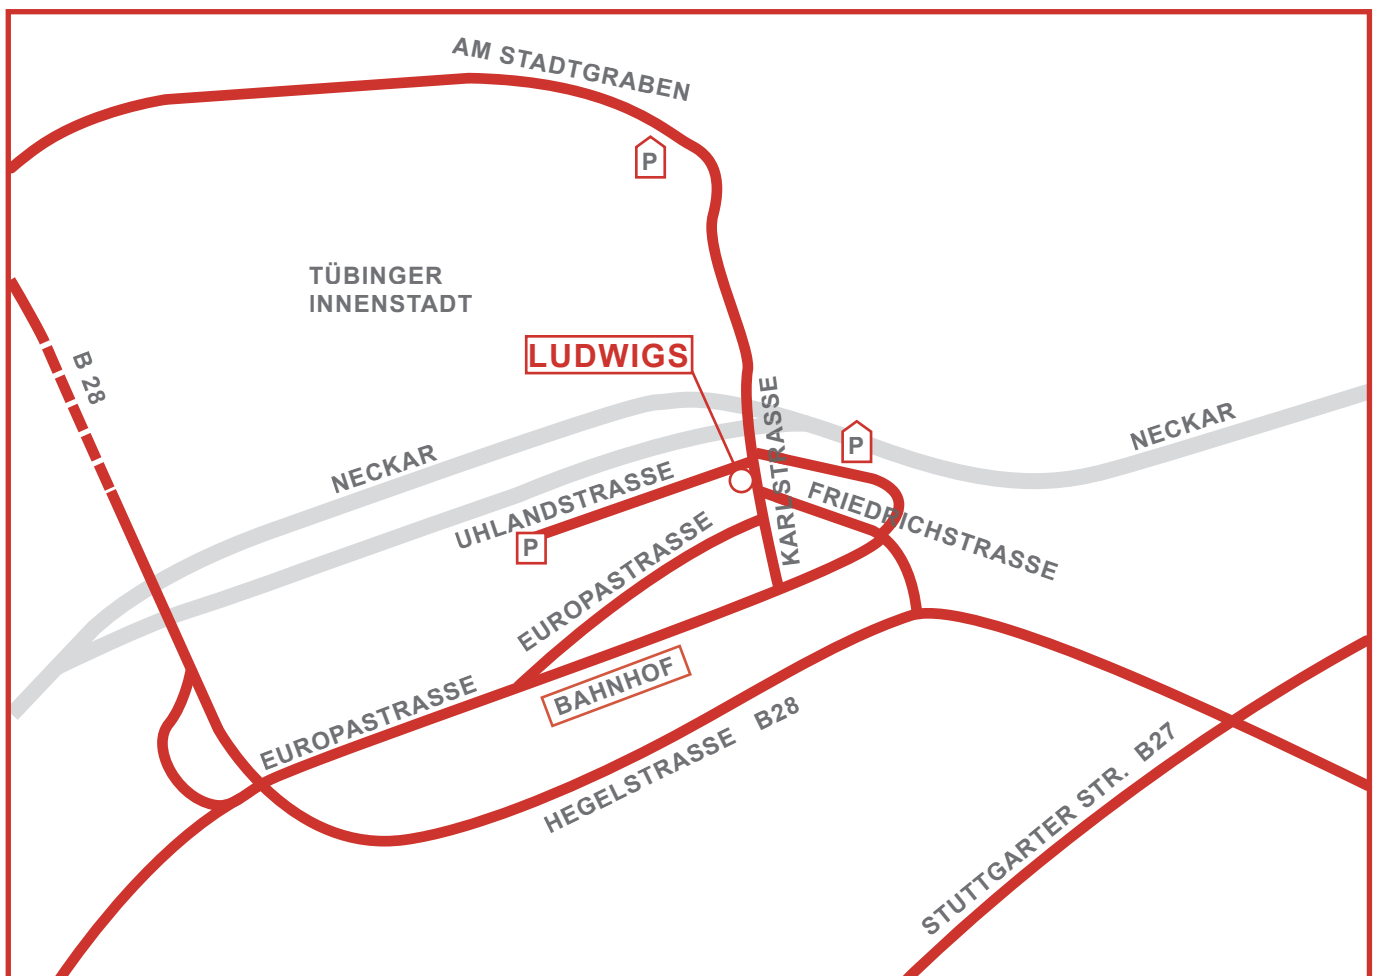 AM STADTGRABEN
P
TÜBINGER
INNENSTADT
LUDWIGS
B 28
KARLSTRASSE
NECKAR
P
NECKAR
UHLANDSTRASSE
P
FRIEDRICHSTRASSE
EUROPASTRASSE
BAHNHOF
EUROPASTRASSE
HEGELSTRASSE B28
STUTTGARTER STR. B27